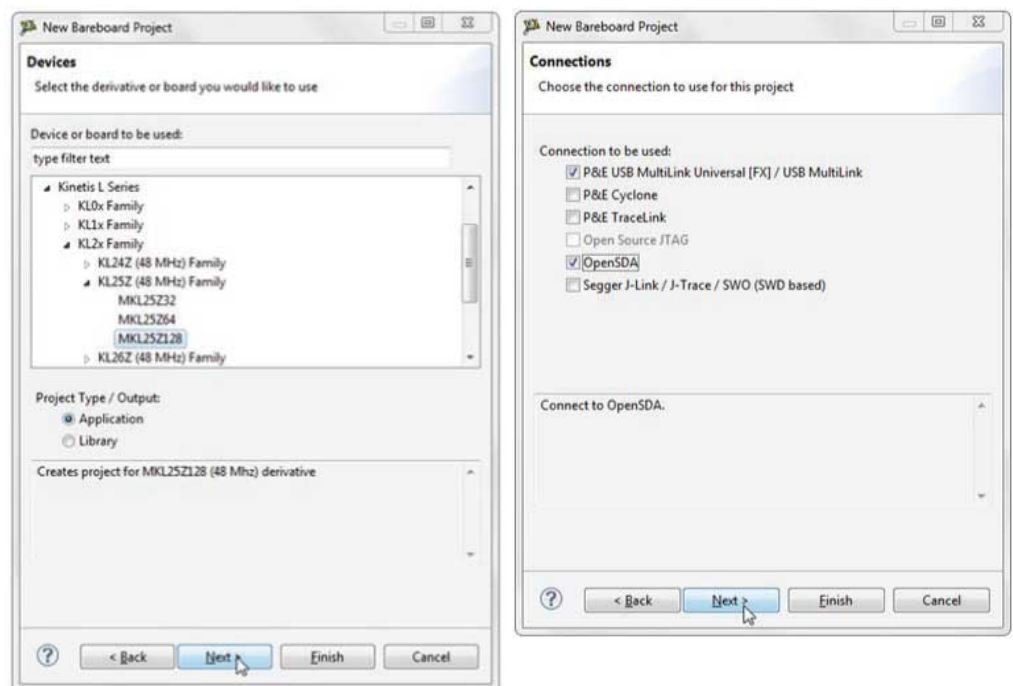 New Bareboard Project
Devices
Select the derivative or board you would like to use
Device or board to be used:
type filter text
Kinetis L Series
KL0x Family
KL1x Family
KL2x Family
KL24Z (48 MHz) Family
KL25Z (48 MHz) Family
MKL25Z32
MKL25Z64
MKL25Z128
KL26Z (48 MHz) Family
Project Type / Output:
Application
Library
Creates project for MKL25Z128 (48 Mhz) derivative
? < Back Next > Finish Cancel
New Bareboard Project
Connections
Choose the connection to use for this project
Connection to be used:
P&E USB MultiLink Universal [FX] / USB MultiLink
P&E Cyclone
P&E TraceLink
Open Source JTAG
OpenSDA
Segger J-Link / J-Trace / SWO (SWD based)
Connect to OpenSDA.
? < Back Next > Finish Cancel